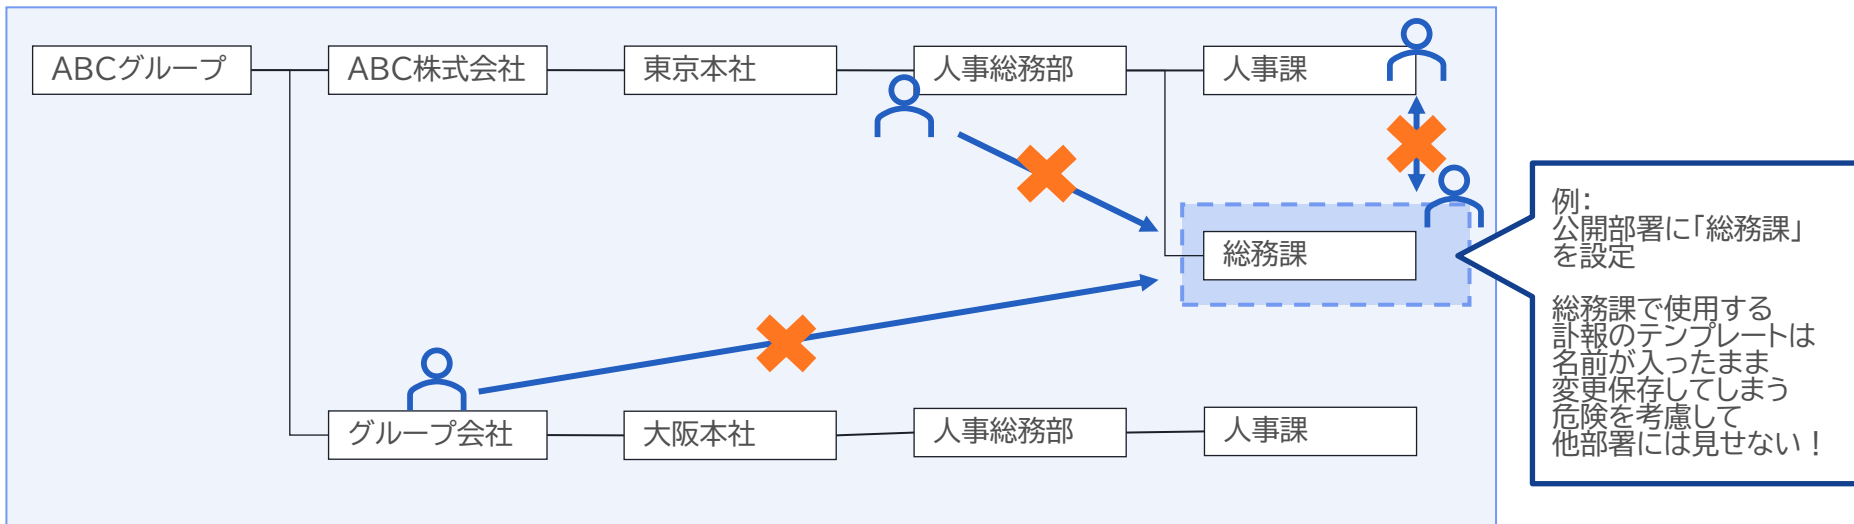 ABCグループ
ABC株式会社
東京本社
人事総務部
人事課
総務課
グループ会社
大阪本社
人事総務部
人事課
例：
公開部署に「総務課」
を設定
総務課で使用する
訃報のテンプレートは
名前が入ったまま
変更保存してしまう
危険を考慮して
他部署には見せない！